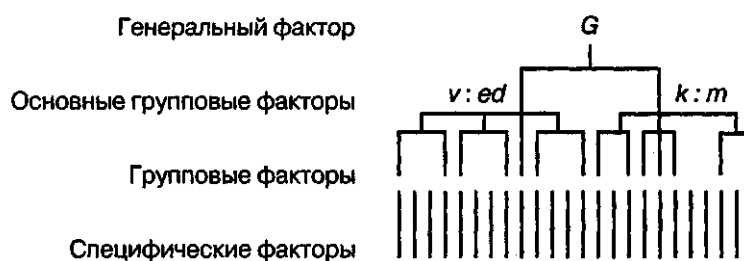 Генеральный фактор G
Основные групповые факторы v : ed k : m
Групповые факторы
Специфические факторы